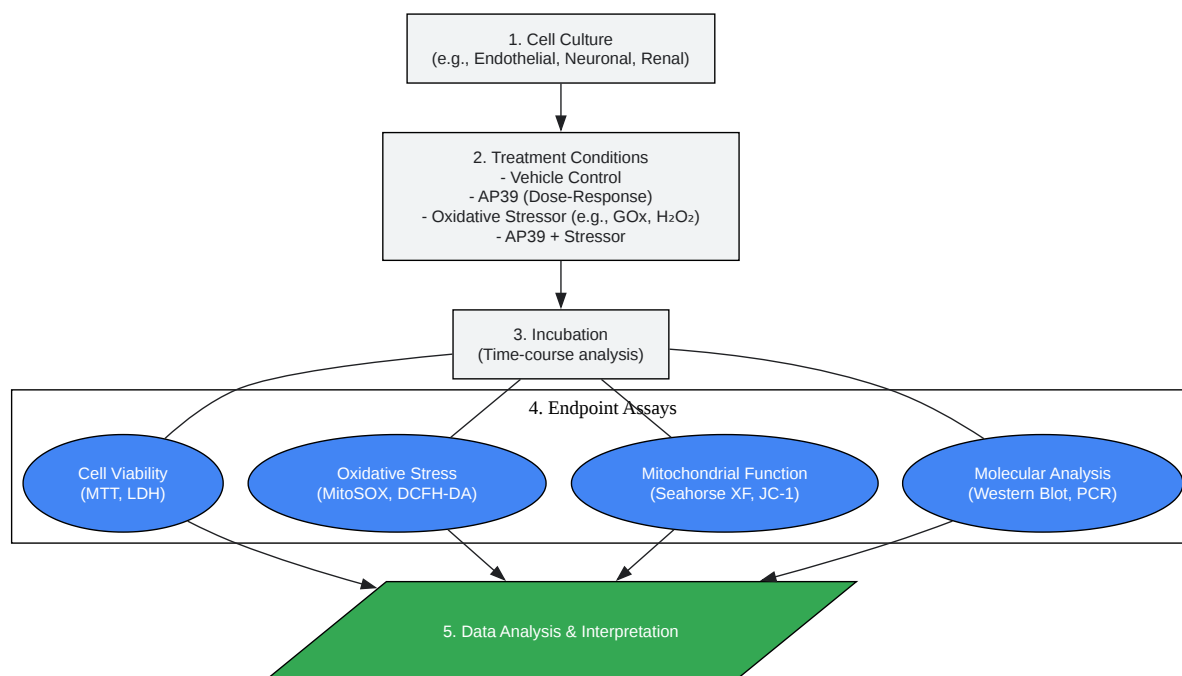 1. Cell Culture
(e.g., Endothelial, Neuronal, Renal)
2. Treatment Conditions
- Vehicle Control
- AP39 (Dose-Response)
- Oxidative Stressor (e.g., GOx, H₂O₂)
- AP39 + Stressor
3. Incubation
(Time-course analysis)
4. Endpoint Assays
Cell Viability
(MTT, LDH)
Oxidative Stress
(MitoSOX, DCFH-DA)
Mitochondrial Function
(Seahorse XF, JC-1)
Molecular Analysis
(Western Blot, PCR)
5. Data Analysis & Interpretation